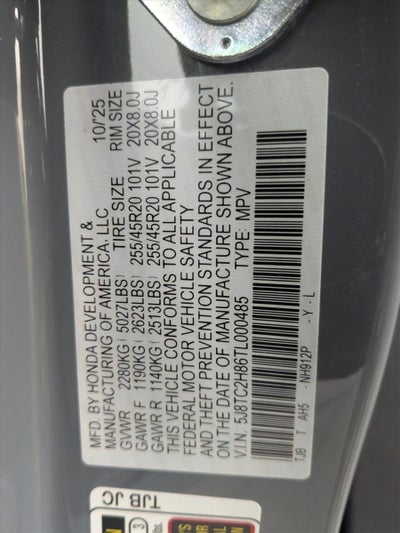 MFD. BY HONDA DEVELOPMENT & 10/'25
MANUFACTURING OF AMERICA, LLC
TIRE SIZE RIM SIZE
GVWR 2280KG ( 5027LBS)
GAWR F 1190KG ( 2623LBS) 255/45R20 101V 20X8.0J
GAWR R 1140KG ( 2513LBS) 255/45R20 101V 20X8.0J
THIS VEHICLE CONFORMS TO ALL APPLICABLE
FEDERAL MOTOR VEHICLE SAFETY
AND THEFT PREVENTION STANDARDS IN EFFECT
ON THE DATE OF MANUFACTURE SHOWN ABOVE.
V.I.N. 5J8TC2H86TL000485 TYPE: MPV
TJB T AH5 - NH912P - Y - L
TJB JC